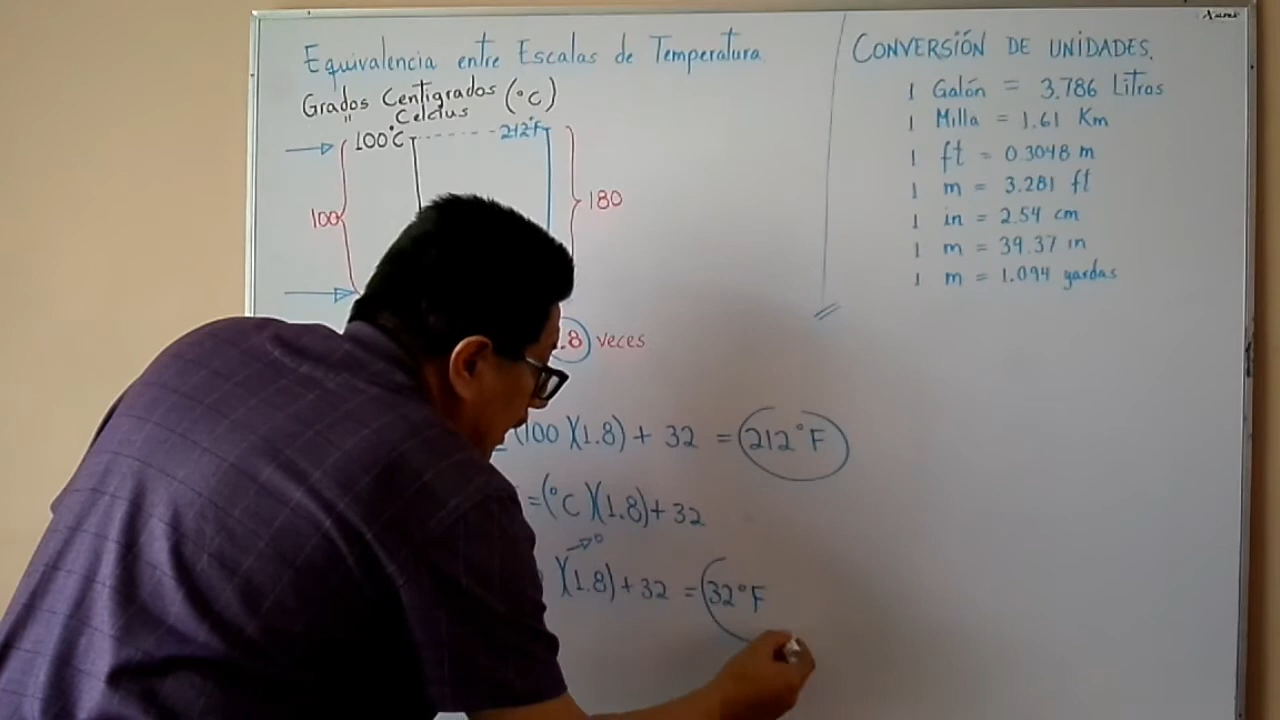 Aumt
Equivalencia entre Escalas de Temperatura
Grados Centigrados (°C)
" Celcius
100°C 212°F
100 180
.8 veces
(100)(1.8) + 32 = 212°F
=(°C)(1.8)+32
0
)(1.8)+32 = 32°F
CONVERSIÓN DE UNIDADES.
1 Galón = 3.786 Litros
1 Milla = 1.61 Km
1 ft = 0.3048 m
1 m = 3.281 ft
1 in = 2.54 cm
1 m = 39.37 in
1 m = 1.094 yardas